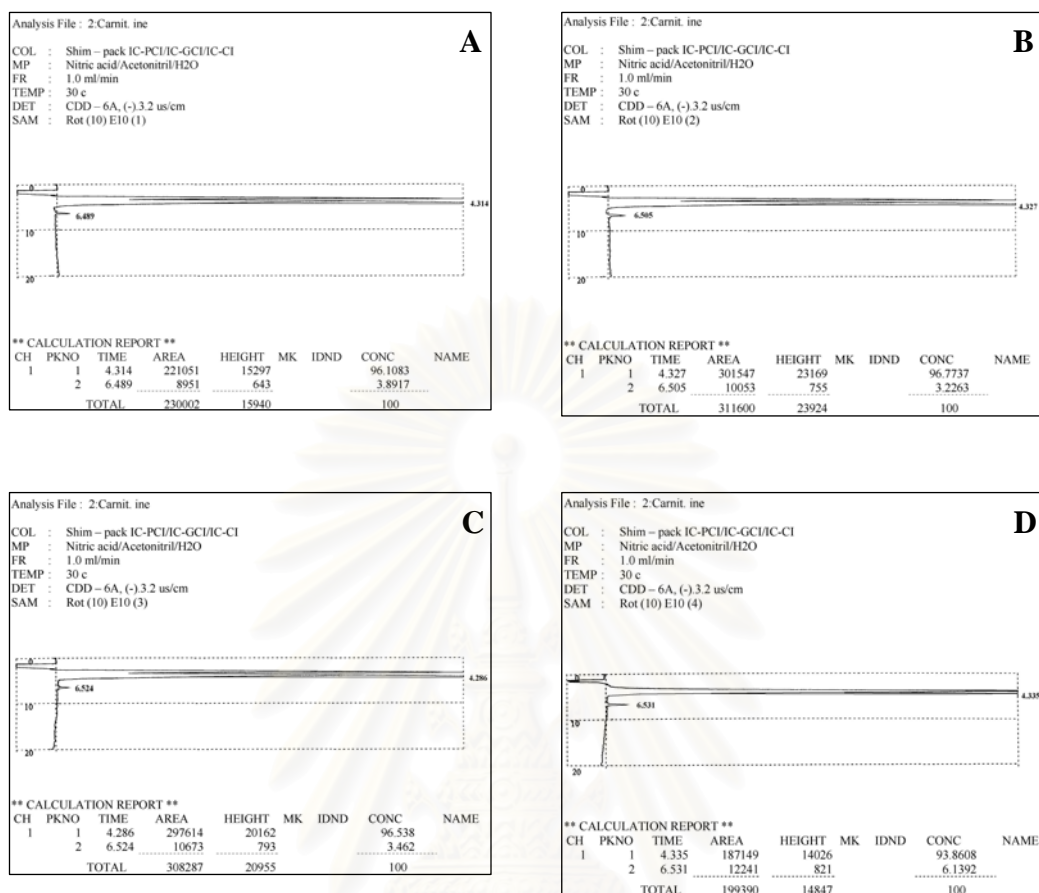 A
Analysis File : 2:Carnit. ine
COL : Shim – pack IC-PCI/IC-GCI/IC-CI
MP : Nitric acid/Acetonitril/H2O
FR : 1.0 ml/min
TEMP : 30 c
DET : CDD – 6A, (-).3.2 us/cm
SAM : Rot (10) E10 (1)
0
4.314
6.489
10
20
** CALCULATION REPORT **
CH PKNO TIME AREA HEIGHT MK IDND CONC NAME
1 1 4.314 221051 15297 96.1083
2 6.489 8951 643 3.8917
TOTAL 230002 15940 100
B
Analysis File : 2:Carnit. ine
COL : Shim – pack IC-PCI/IC-GCI/IC-CI
MP : Nitric acid/Acetonitril/H2O
FR : 1.0 ml/min
TEMP : 30 c
DET : CDD – 6A, (-).3.2 us/cm
SAM : Rot (10) E10 (2)
0
4.327
6.505
10
20
** CALCULATION REPORT **
CH PKNO TIME AREA HEIGHT MK IDND CONC NAME
1 1 4.327 301547 23169 96.7737
2 6.505 10053 755 3.2263
TOTAL 311600 23924 100
C
Analysis File : 2:Carnit. ine
COL : Shim – pack IC-PCI/IC-GCI/IC-CI
MP : Nitric acid/Acetonitril/H2O
FR : 1.0 ml/min
TEMP : 30 c
DET : CDD – 6A, (-).3.2 us/cm
SAM : Rot (10) E10 (3)
0
4.286
6.524
10
20
** CALCULATION REPORT **
CH PKNO TIME AREA HEIGHT MK IDND CONC NAME
1 1 4.286 297614 20162 96.538
2 6.524 10673 793 3.462
TOTAL 308287 20955 100
D
Analysis File : 2:Carnit. ine
COL : Shim – pack IC-PCI/IC-GCI/IC-CI
MP : Nitric acid/Acetonitril/H2O
FR : 1.0 ml/min
TEMP : 30 c
DET : CDD – 6A, (-).3.2 us/cm
SAM : Rot (10) E10 (4)
0
4.335
6.531
10
20
** CALCULATION REPORT **
CH PKNO TIME AREA HEIGHT MK IDND CONC NAME
1 1 4.335 187149 14026 93.8608
2 6.531 12241 821 6.1392
TOTAL 199390 14847 100